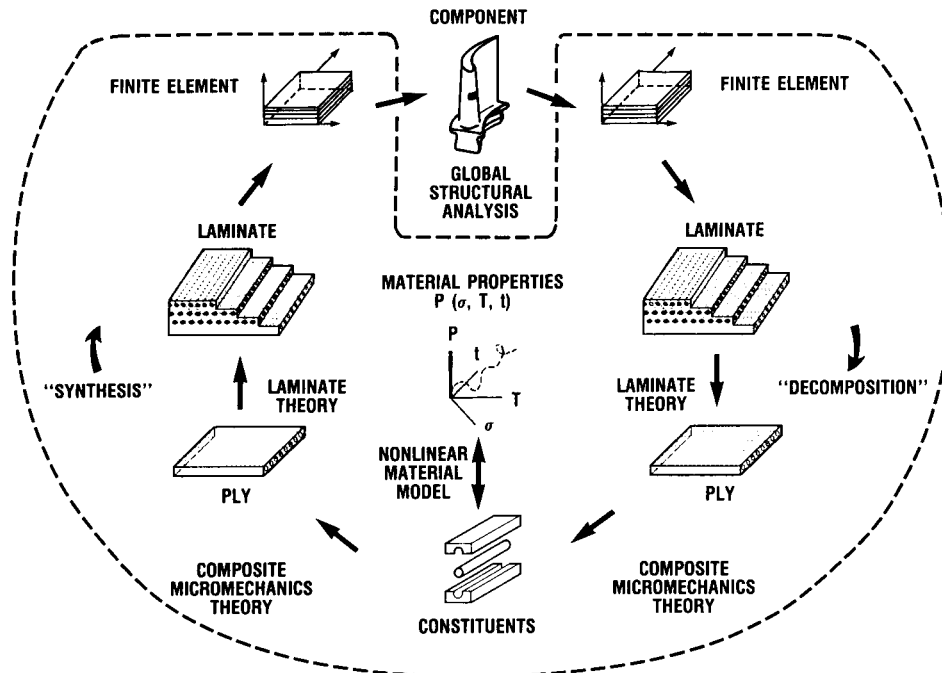 COMPONENT
FINITE ELEMENT
FINITE ELEMENT
GLOBAL
STRUCTURAL
ANALYSIS
LAMINATE
LAMINATE
MATERIAL PROPERTIES
P (σ, T, t)
P
t
T
σ
"SYNTHESIS"
LAMINATE
THEORY
LAMINATE
THEORY
"DECOMPOSITION"
NONLINEAR
MATERIAL
MODEL
PLY
PLY
COMPOSITE
MICROMECHANICS
THEORY
COMPOSITE
MICROMECHANICS
THEORY
CONSTITUENTS